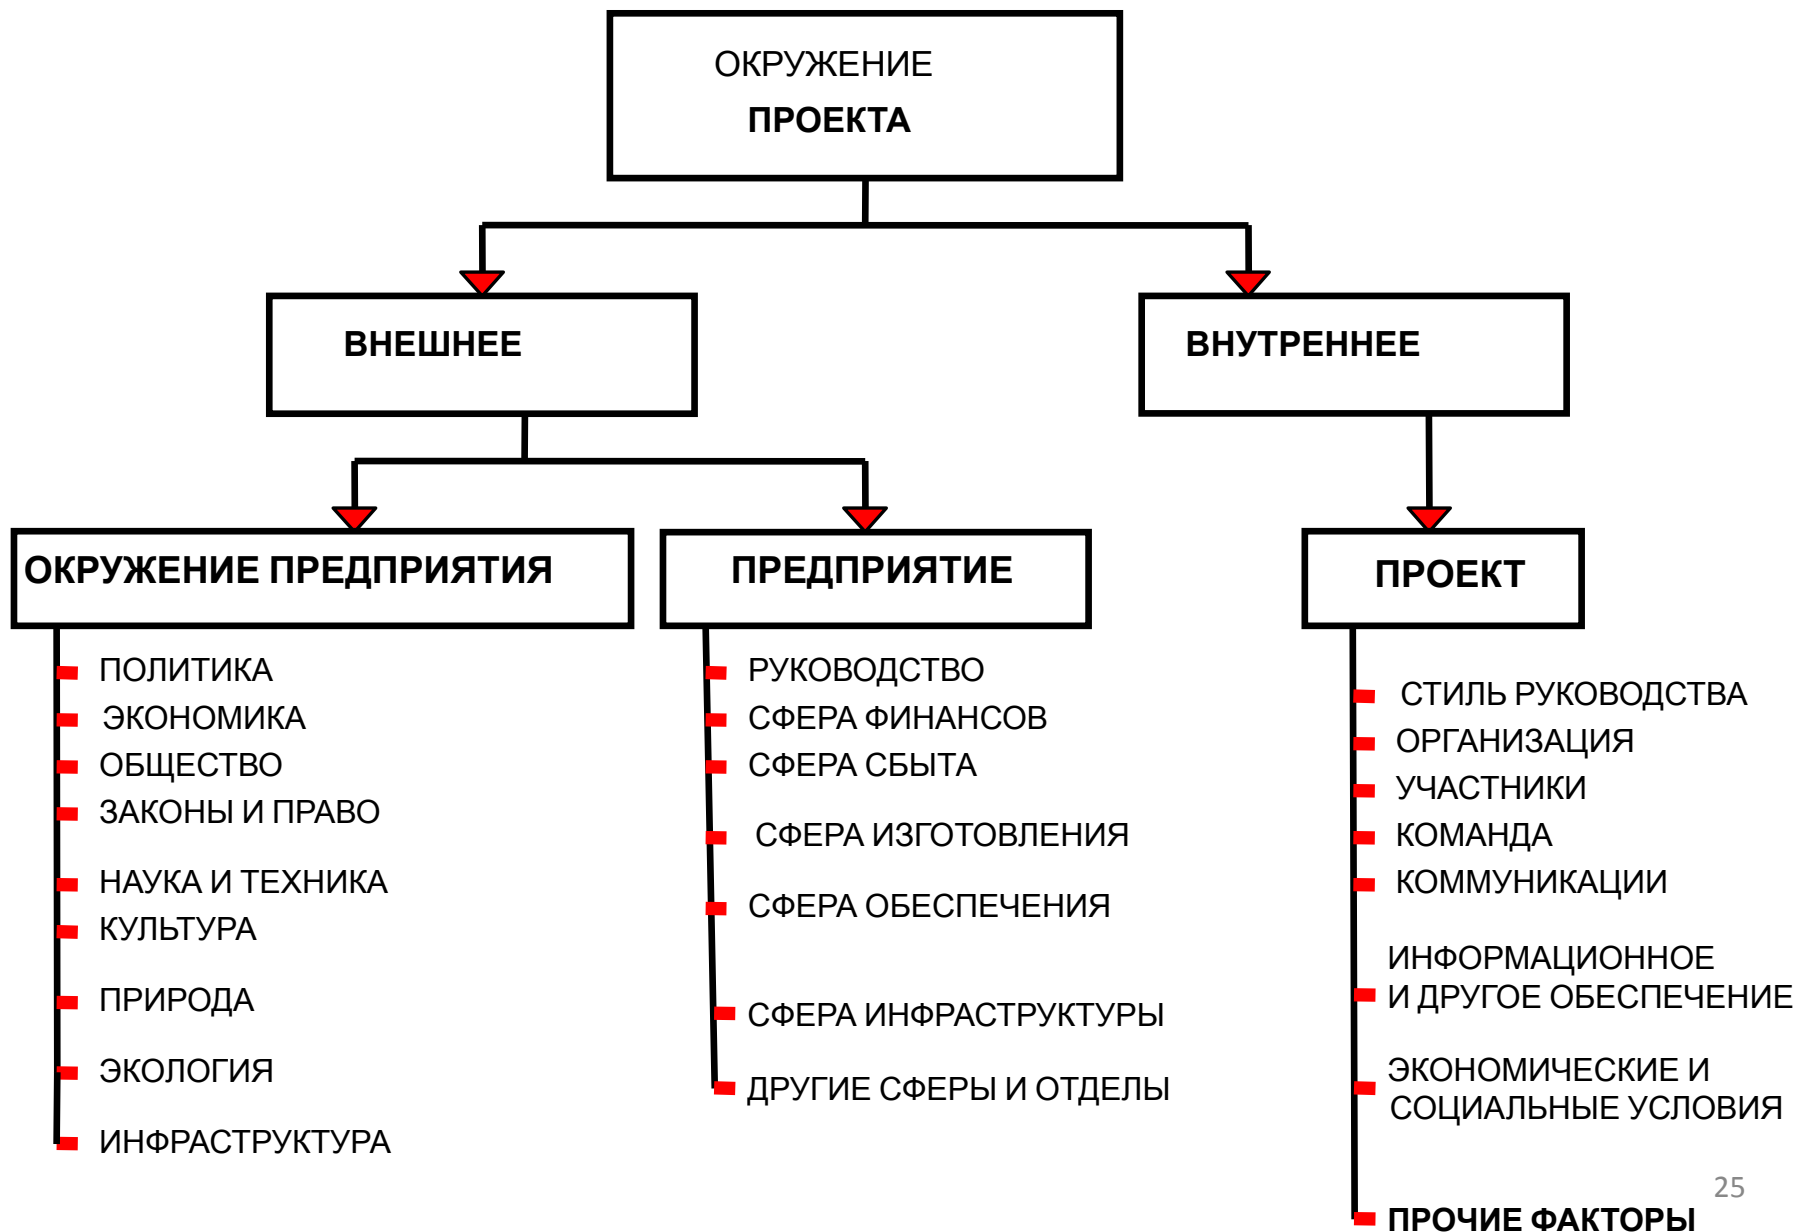 ОКРУЖЕНИЕ
ПРОЕКТА
ВНЕШНЕЕ
ВНУТРЕННЕЕ
ОКРУЖЕНИЕ ПРЕДПРИЯТИЯ
ПОЛИТИКА
ЭКОНОМИКА
ОБЩЕСТВО
ЗАКОНЫ И ПРАВО
НАУКА И ТЕХНИКА
КУЛЬТУРА
ПРИРОДА
ЭКОЛОГИЯ
ИНФРАСТРУКТУРА
ПРЕДПРИЯТИЕ
РУКОВОДСТВО
СФЕРА ФИНАНСОВ
СФЕРА СБЫТА
СФЕРА ИЗГОТОВЛЕНИЯ
СФЕРА ОБЕСПЕЧЕНИЯ
СФЕРА ИНФРАСТРУКТУРЫ
ДРУГИЕ СФЕРЫ И ОТДЕЛЫ
ПРОЕКТ
СТИЛЬ РУКОВОДСТВА
ОРГАНИЗАЦИЯ
УЧАСТНИКИ
КОМАНДА
КОММУНИКАЦИИ
ИНФОРМАЦИОННОЕ
И ДРУГОЕ ОБЕСПЕЧЕНИЕ
ЭКОНОМИЧЕСКИЕ И
СОЦИАЛЬНЫЕ УСЛОВИЯ
ПРОЧИЕ ФАКТОРЫ
25